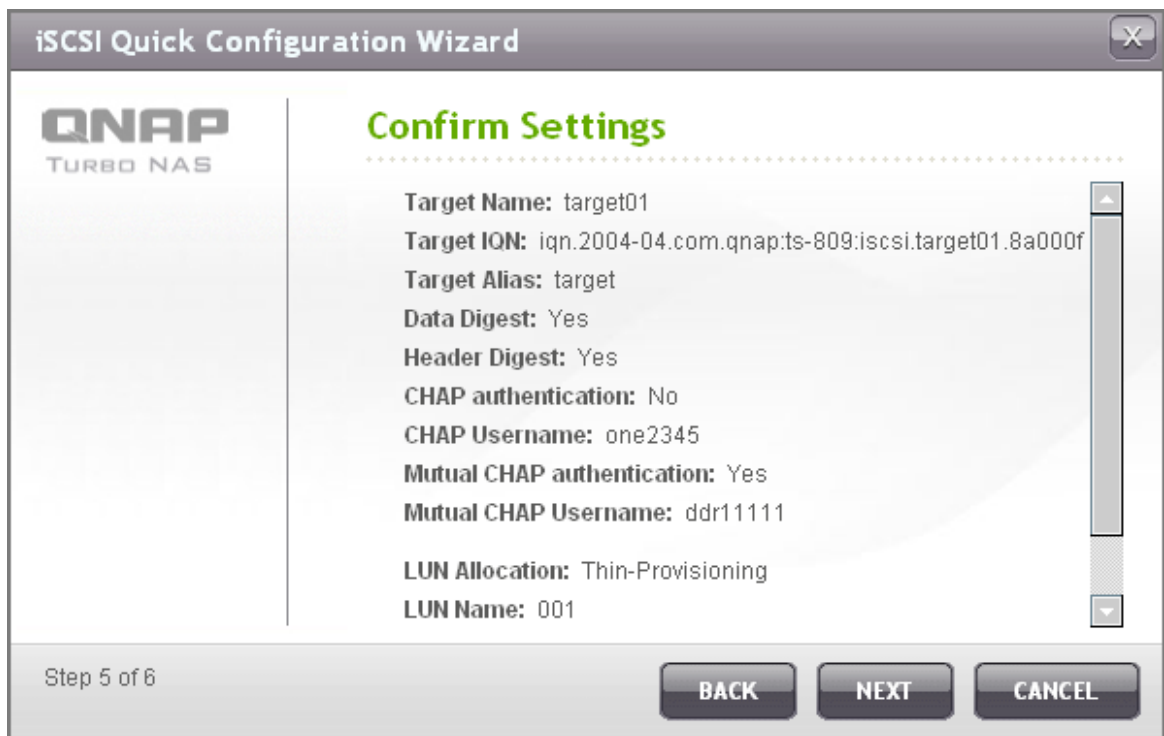 iSCSI Quick Configuration Wizard
X
QNAP
TURBO NAS
Confirm Settings
Target Name: target01
Target IQN: iqn.2004-04.com.qnap:ts-809:iscsi.target01.8a000f
Target Alias: target
Data Digest: Yes
Header Digest: Yes
CHAP authentication: No
CHAP Username: one2345
Mutual CHAP authentication: Yes
Mutual CHAP Username: ddr11111
LUN Allocation: Thin-Provisioning
LUN Name: 001
Step 5 of 6
BACK
NEXT
CANCEL